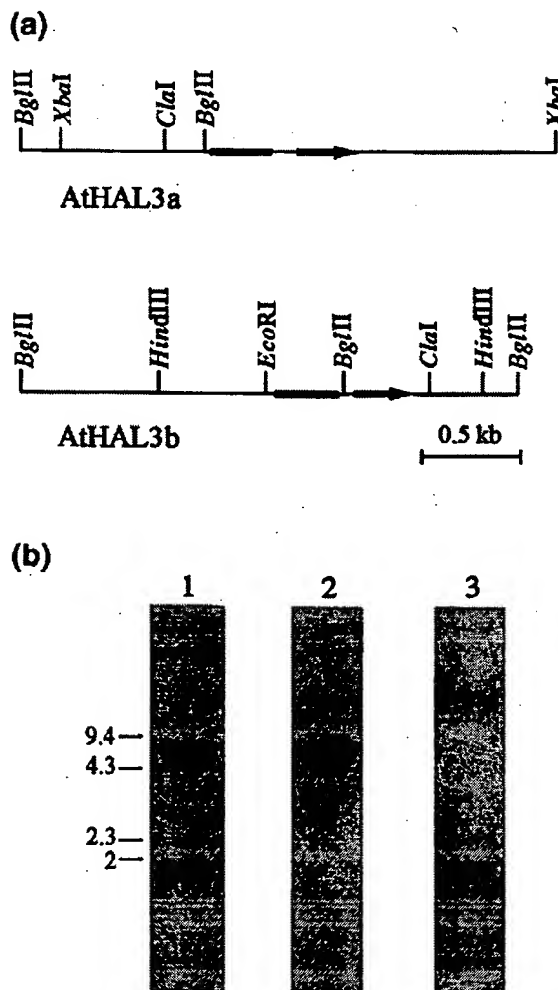 (a)
BglII XbaI ClaI BglII XbaI
AtHAL3a
BglII HindIII EcoRI BglII ClaI HindIII BglII
AtHAL3b
0.5 kb
(b)
1 2 3
9.4
4.3
2.3
2